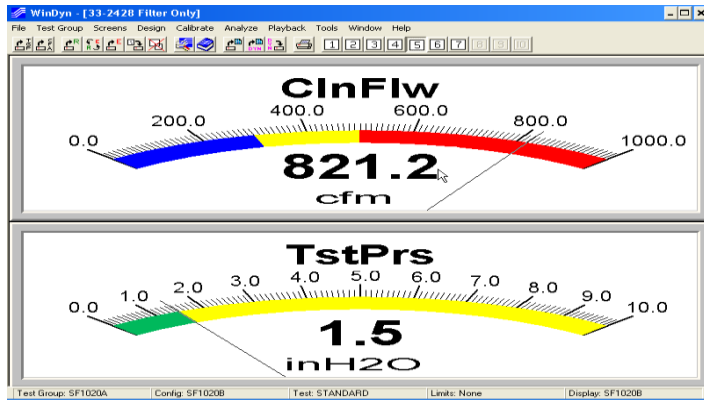 WinDyn - [33-2428 Filter Only]
File Test Group Screens Design Calibrate Analyze Playback Tools Window Help
1 2 3 4 5 6 7 8 9 10
ClnFlw
0.0 200.0 400.0 600.0 800.0 1000.0
821.2
cfm
TstPrs
0.0 1.0 2.0 3.0 4.0 5.0 6.0 7.0 8.0 9.0 10.0
1.5
inH2O
Test Group: SF1020A Config: SF1020B Test: STANDARD Limits: None Display: SF1020B